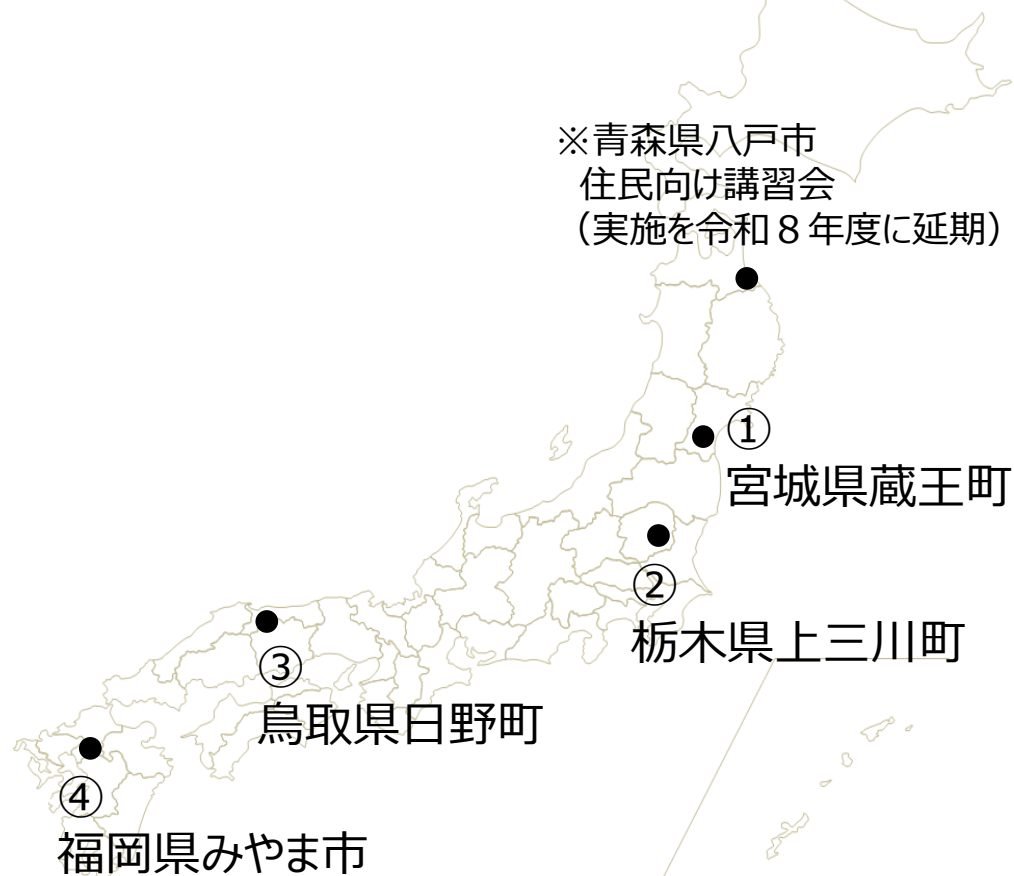 ※青森県八戸市
住民向け講習会
（実施を令和８年度に延期）
①
宮城県蔵王町
②
栃木県上三川町
③
鳥取県日野町
④
福岡県みやま市